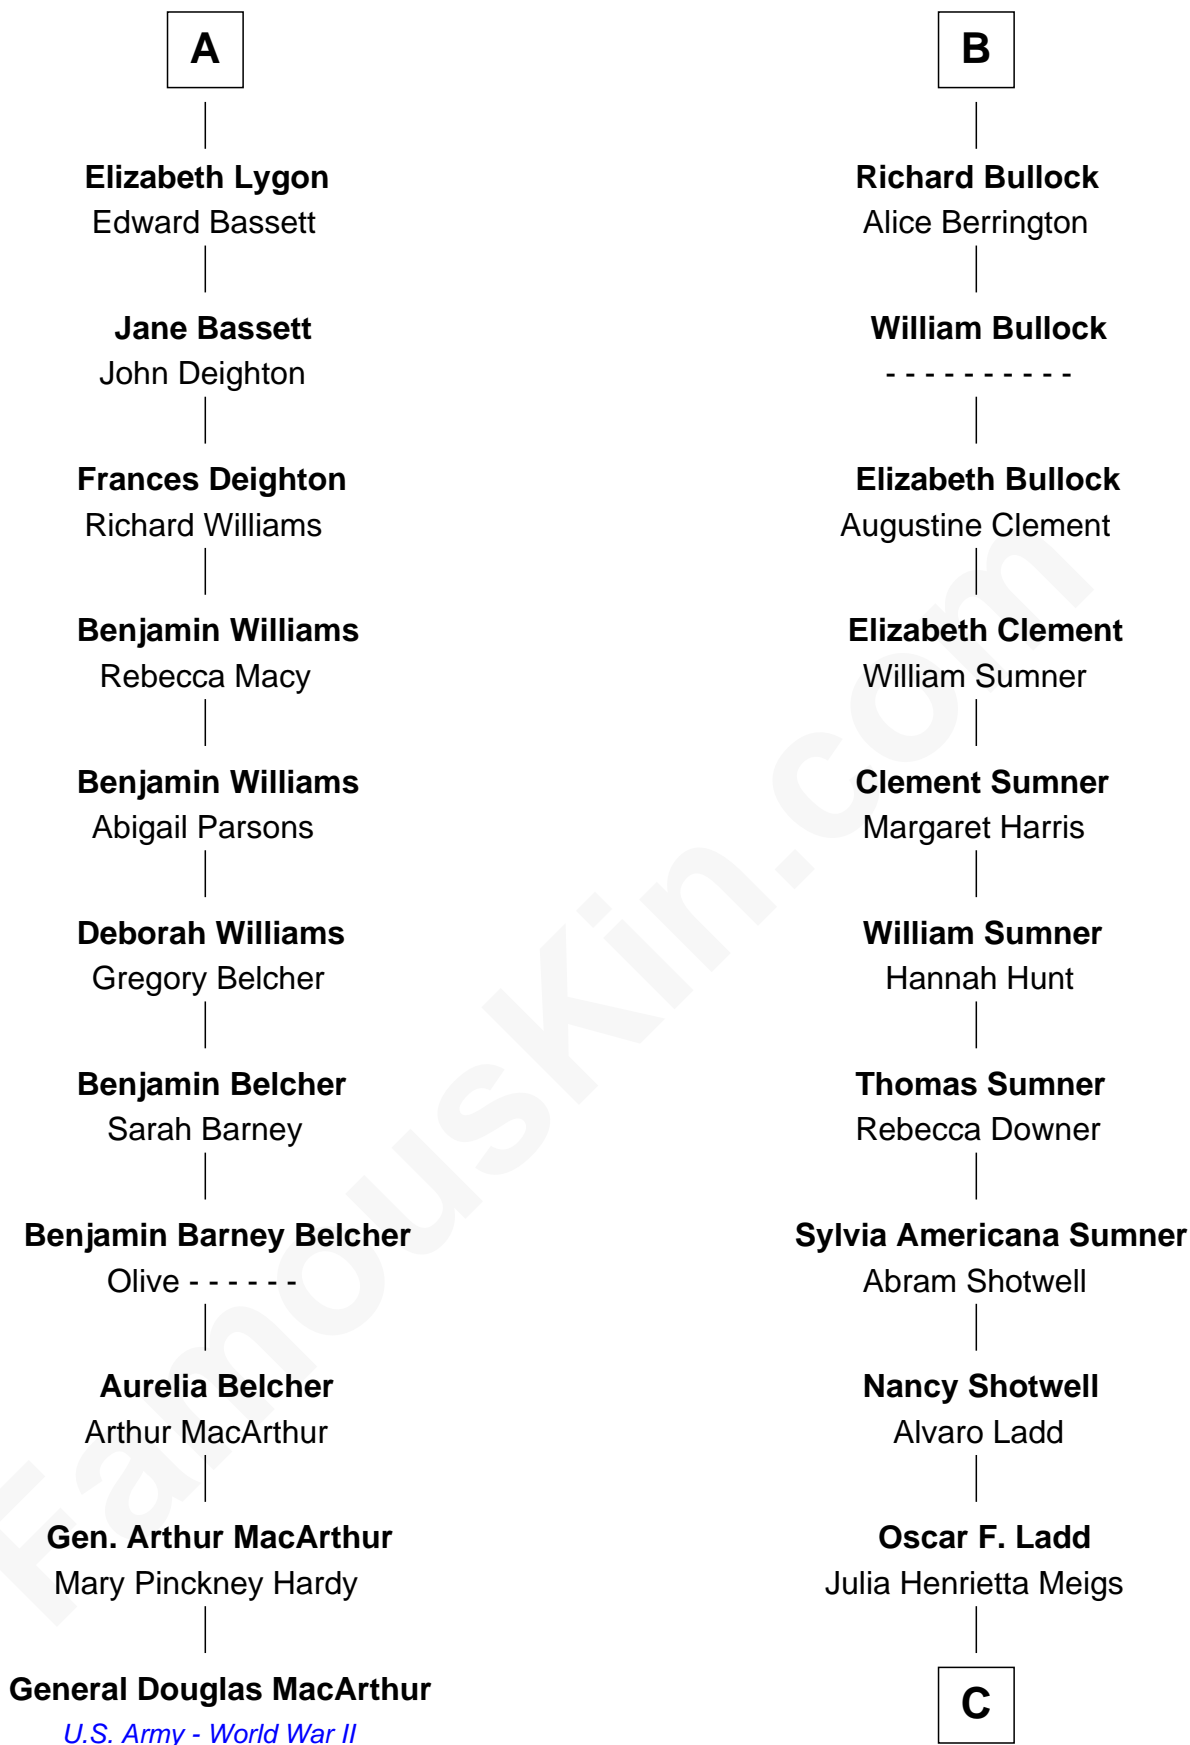 A
Elizabeth Lygon
Edward Bassett
Jane Bassett
John Deighton
Frances Deighton
Richard Williams
Benjamin Williams
Rebecca Macy
Benjamin Williams
Abigail Parsons
Deborah Williams
Gregory Belcher
Benjamin Belcher
Sarah Barney
Benjamin Barney Belcher
Olive - - - - - -
Aurelia Belcher
Arthur MacArthur
Gen. Arthur MacArthur
Mary Pinckney Hardy
General Douglas MacArthur
U.S. Army - World War II
B
Richard Bullock
Alice Berrington
William Bullock
- - - - - - - - - -
Elizabeth Bullock
Augustine Clement
Elizabeth Clement
William Sumner
Clement Sumner
Margaret Harris
William Sumner
Hannah Hunt
Thomas Sumner
Rebecca Downer
Sylvia Americana Sumner
Abram Shotwell
Nancy Shotwell
Alvaro Ladd
Oscar F. Ladd
Julia Henrietta Meigs
C
FamousKin.com